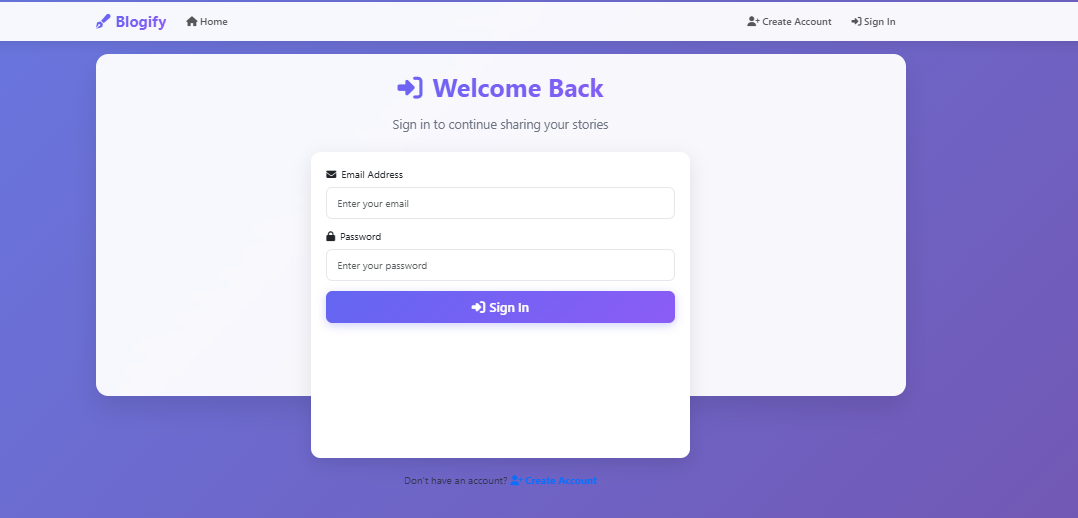 Blogify Home Create Account Sign In
Welcome Back
Sign in to continue sharing your stories
Email Address
Enter your email
Password
Enter your password
Sign In
Don't have an account? Create Account